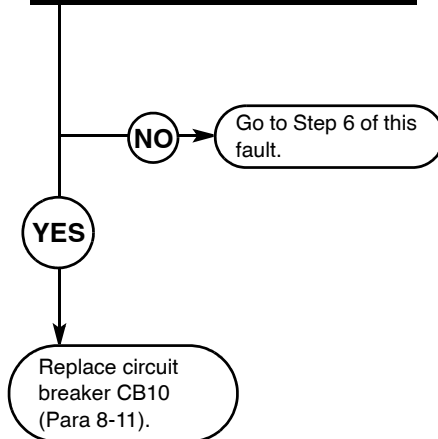 NO
Go to Step 6 of this
fault.
YES
Replace circuit
breaker CB10
(Para 8-11).